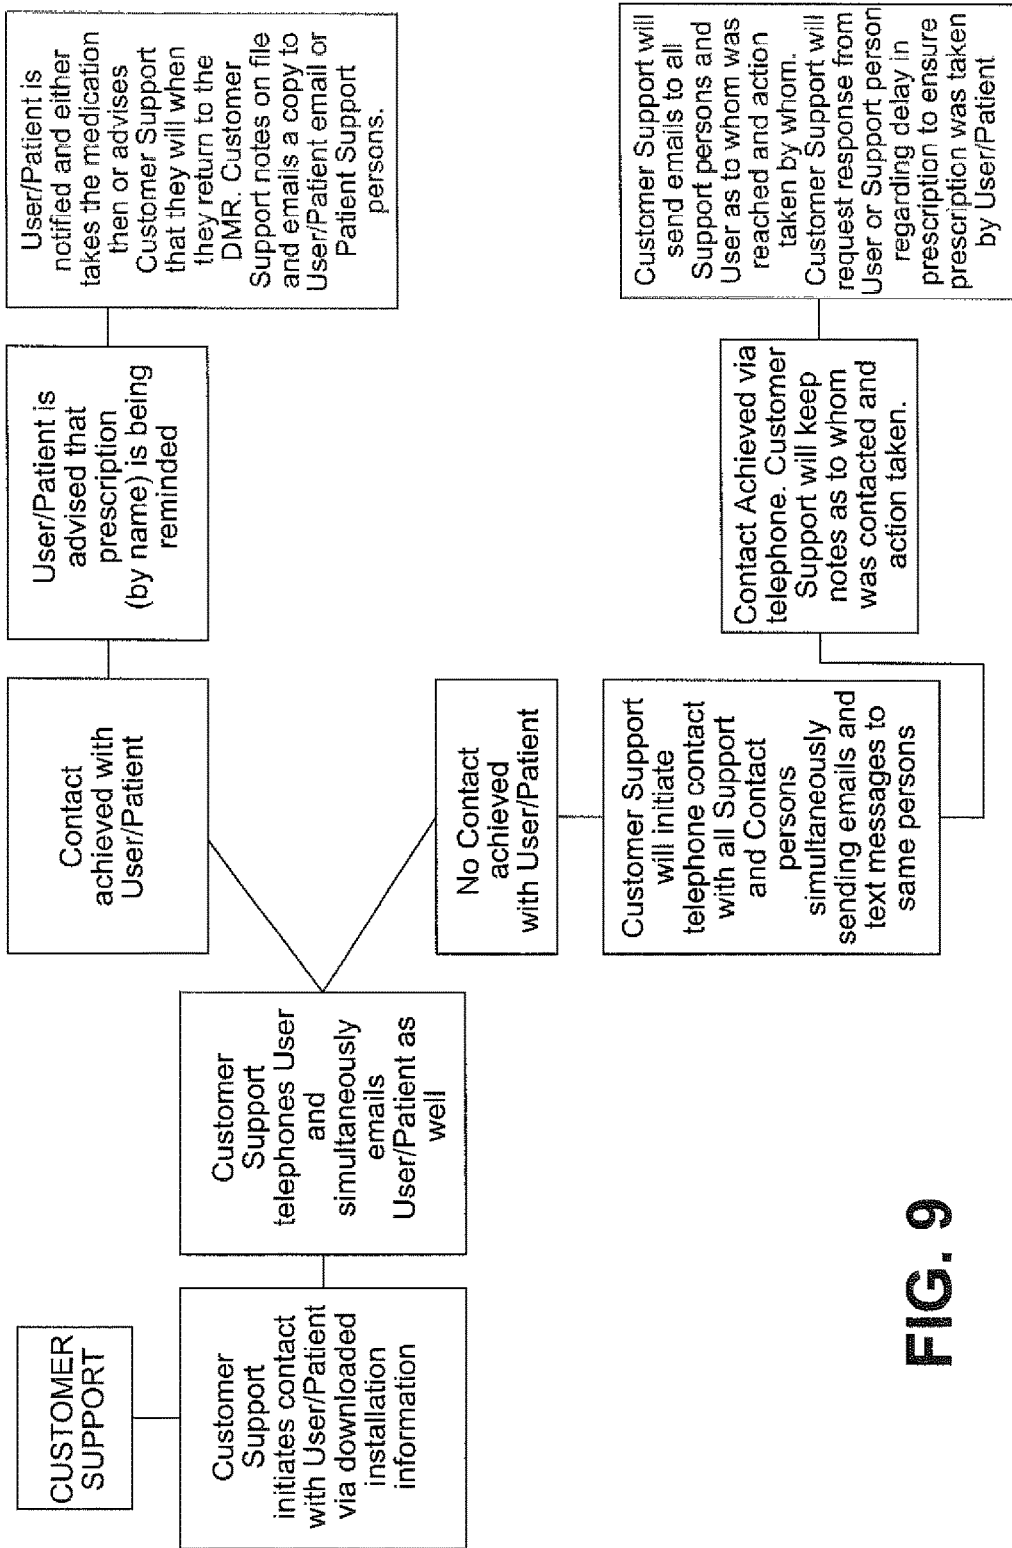 CUSTOMER
SUPPORT
Customer
Support
initiates contact
with User/Patient
via downloaded
installation
information
Customer
Support
telephones User
and
simultaneously
emails
User/Patient as
well
Contact
achieved with
User/Patient
User/Patient is
advised that
prescription
(by name) is being
reminded
User/Patient is
notified and either
takes the medication
then or advises
Customer Support
that they will when
they return to the
DMR. Customer
Support notes on file
and emails a copy to
User/Patient email or
Patient Support
persons.
No Contact
achieved
with User/Patient
Customer Support
will initiate
telephone contact
with all Support
and Contact
persons
simultaneously
sending emails and
text messages to
same persons
Contact Achieved via
telephone. Customer
Support will keep
notes as to whom
was contacted and
action taken.
Customer Support will
send emails to all
Support persons and
User as to whom was
reached and action
taken by whom.
Customer Support will
request response from
User or Support person
regarding delay in
prescription to ensure
prescription was taken
by User/Patient
FIG. 9